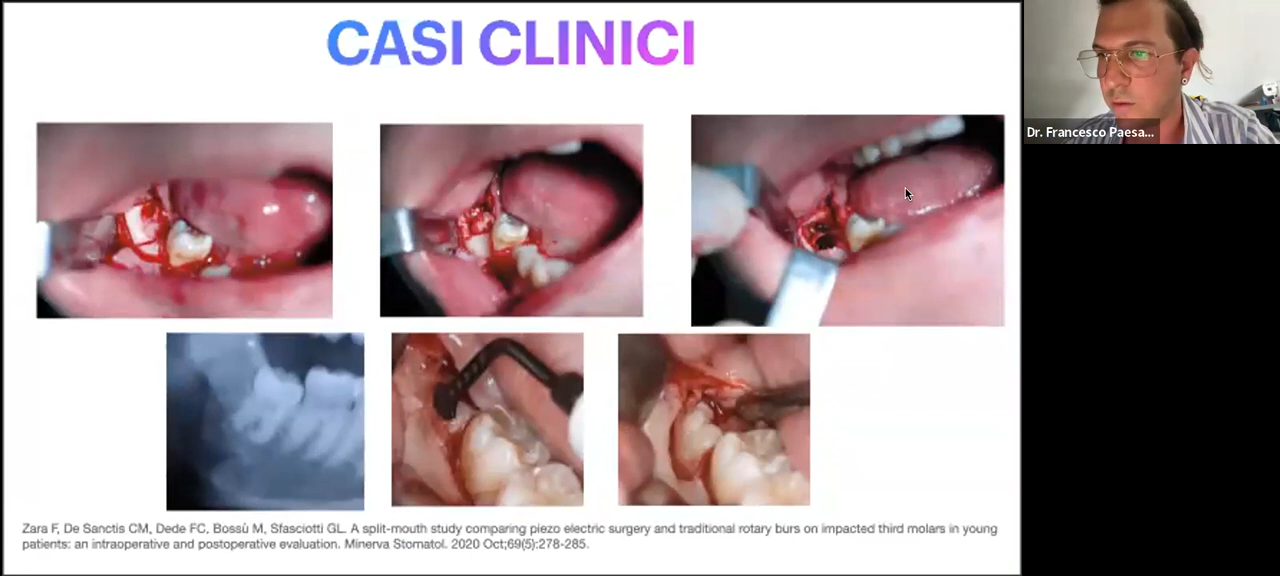 CASI CLINICI
Dr. Francesco Paesa...
Zara F, De Sanctis CM, Dede FC, Bossù M, Sfasciotti GL. A split-mouth study comparing piezo electric surgery and traditional rotary burs on impacted third molars in young
patients: an intraoperative and postoperative evaluation. Minerva Stomatol. 2020 Oct;69(5):278-285.